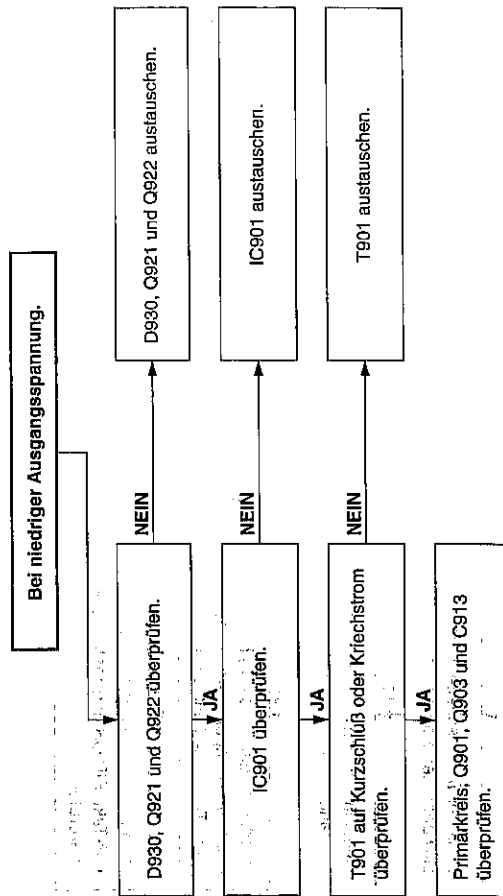 Bei niedriger Ausgangsspannung.
D930, Q921 und Q922 überprüfen.
NEIN
D930, Q921 und Q922 austauschen.
JA
IC901 überprüfen.
NEIN
IC901 austauschen.
JA
T901 auf Kurzschluß oder Kriechstrom
überprüfen.
NEIN
T901 austauschen.
JA
Primärkreis, Q901, Q903 und C913
überprüfen.